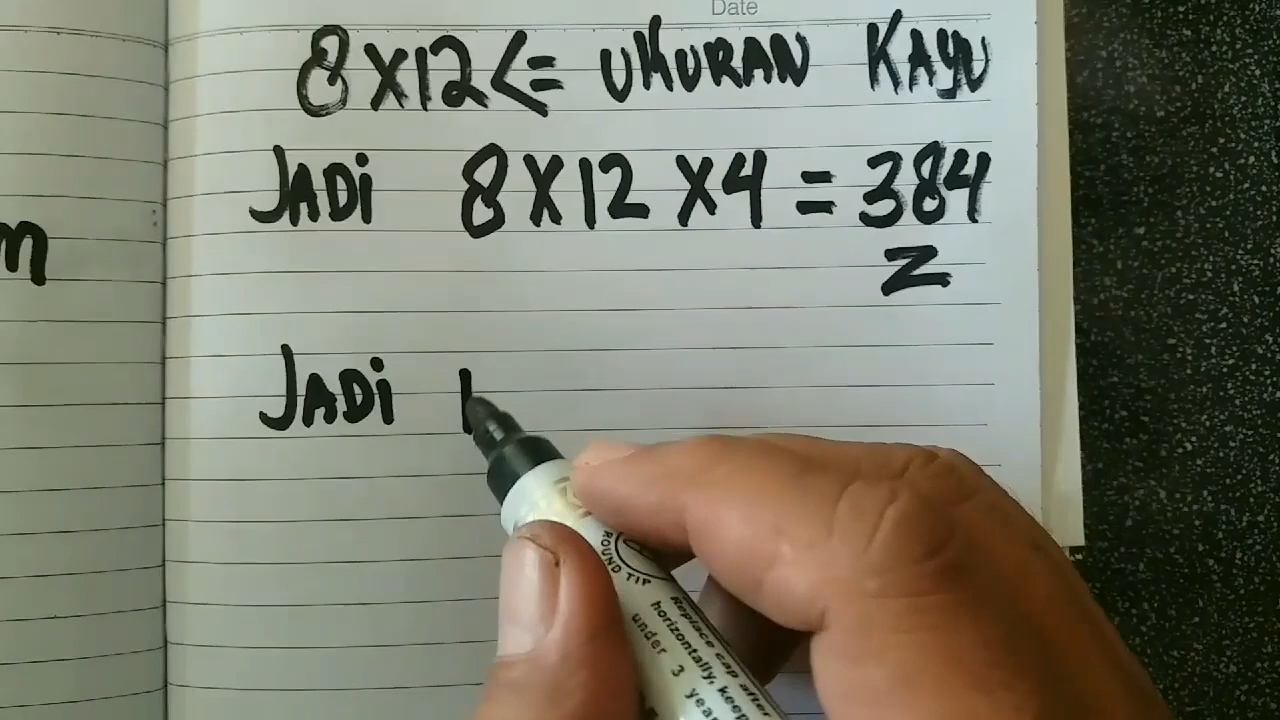 Date
8X12<= UKURAN KAYU
JADi 8X12X4=384
JADi
m
ROUND TIP
Replace cap after
horizontally, keep
under 3 year